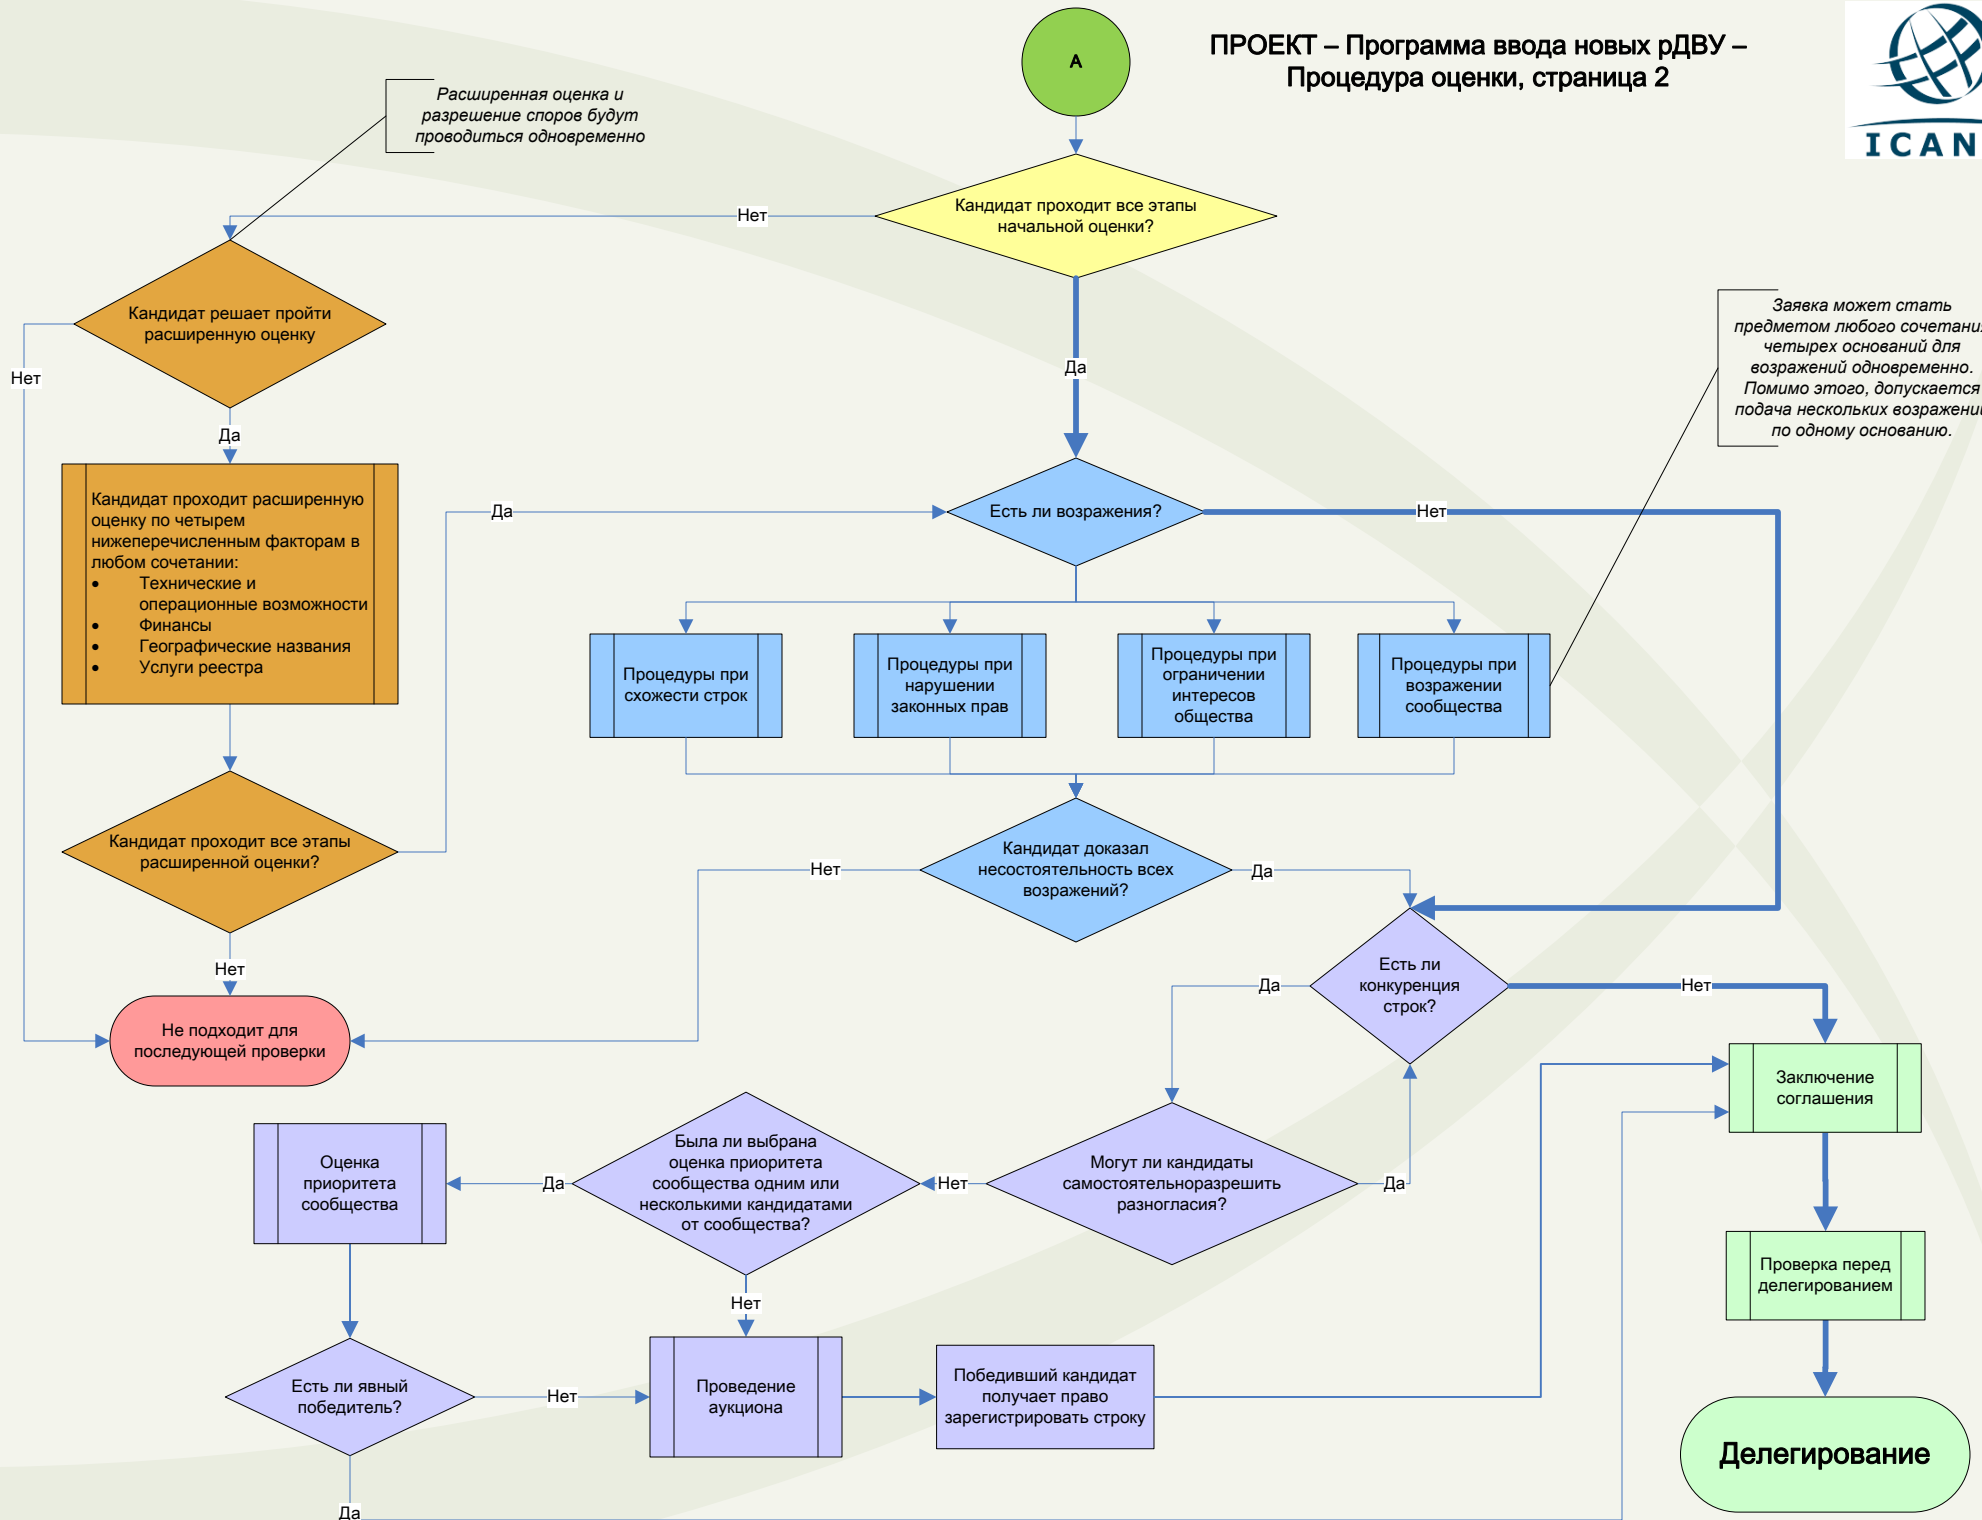 A
ПРОЕКТ – Программа ввода новых рДВУ –
Процедура оценки, страница 2
ICAN
Расширенная оценка и
разрешение споров будут
проводиться одновременно
Кандидат проходит все этапы
начальной оценки?
Нет
Кандидат решает пройти
расширенную оценку
Нет
Да
Да
Заявка может стать
предметом любого сочетания
четырех оснований для
возражений одновременно.
Помимо этого, допускается
подача нескольких возражений
по одному основанию.
Кандидат проходит расширенную
оценку по четырем
нижеперечисленным факторам в
любом сочетании:
• Технические и
операционные возможности
• Финансы
• Географические названия
• Услуги реестра
Да
Есть ли возражения?
Нет
Процедуры при
схожести строк
Процедуры при
нарушении
законных прав
Процедуры при
ограничении
интересов
общества
Процедуры при
возражении
сообщества
Кандидат проходит все этапы
расширенной оценки?
Кандидат доказал
несостоятельность всех
возражений?
Нет
Да
Нет
Есть ли
конкуренция
строк?
Да
Нет
Не подходит для
последующей проверки
Заключение
соглашения
Оценка
приоритета
сообщества
Да
Была ли выбрана
оценка приоритета
сообщества одним или
несколькими кандидатами
от сообщества?
Нет
Могут ли кандидаты
самостоятельноразрешить
разногласия?
Да
Нет
Проверка перед
делегированием
Есть ли явный
победитель?
Нет
Проведение
аукциона
Победивший кандидат
получает право
зарегистрировать строку
Делегирование
Да